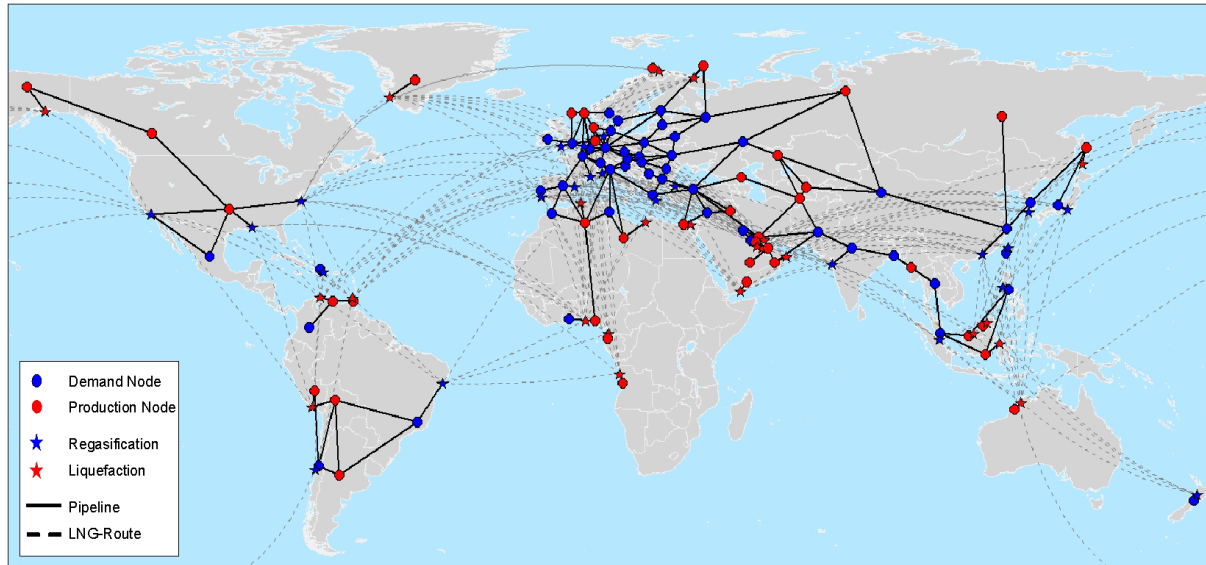 Demand Node
Production Node
Regasification
Liquefaction
Pipeline
LNG-Route